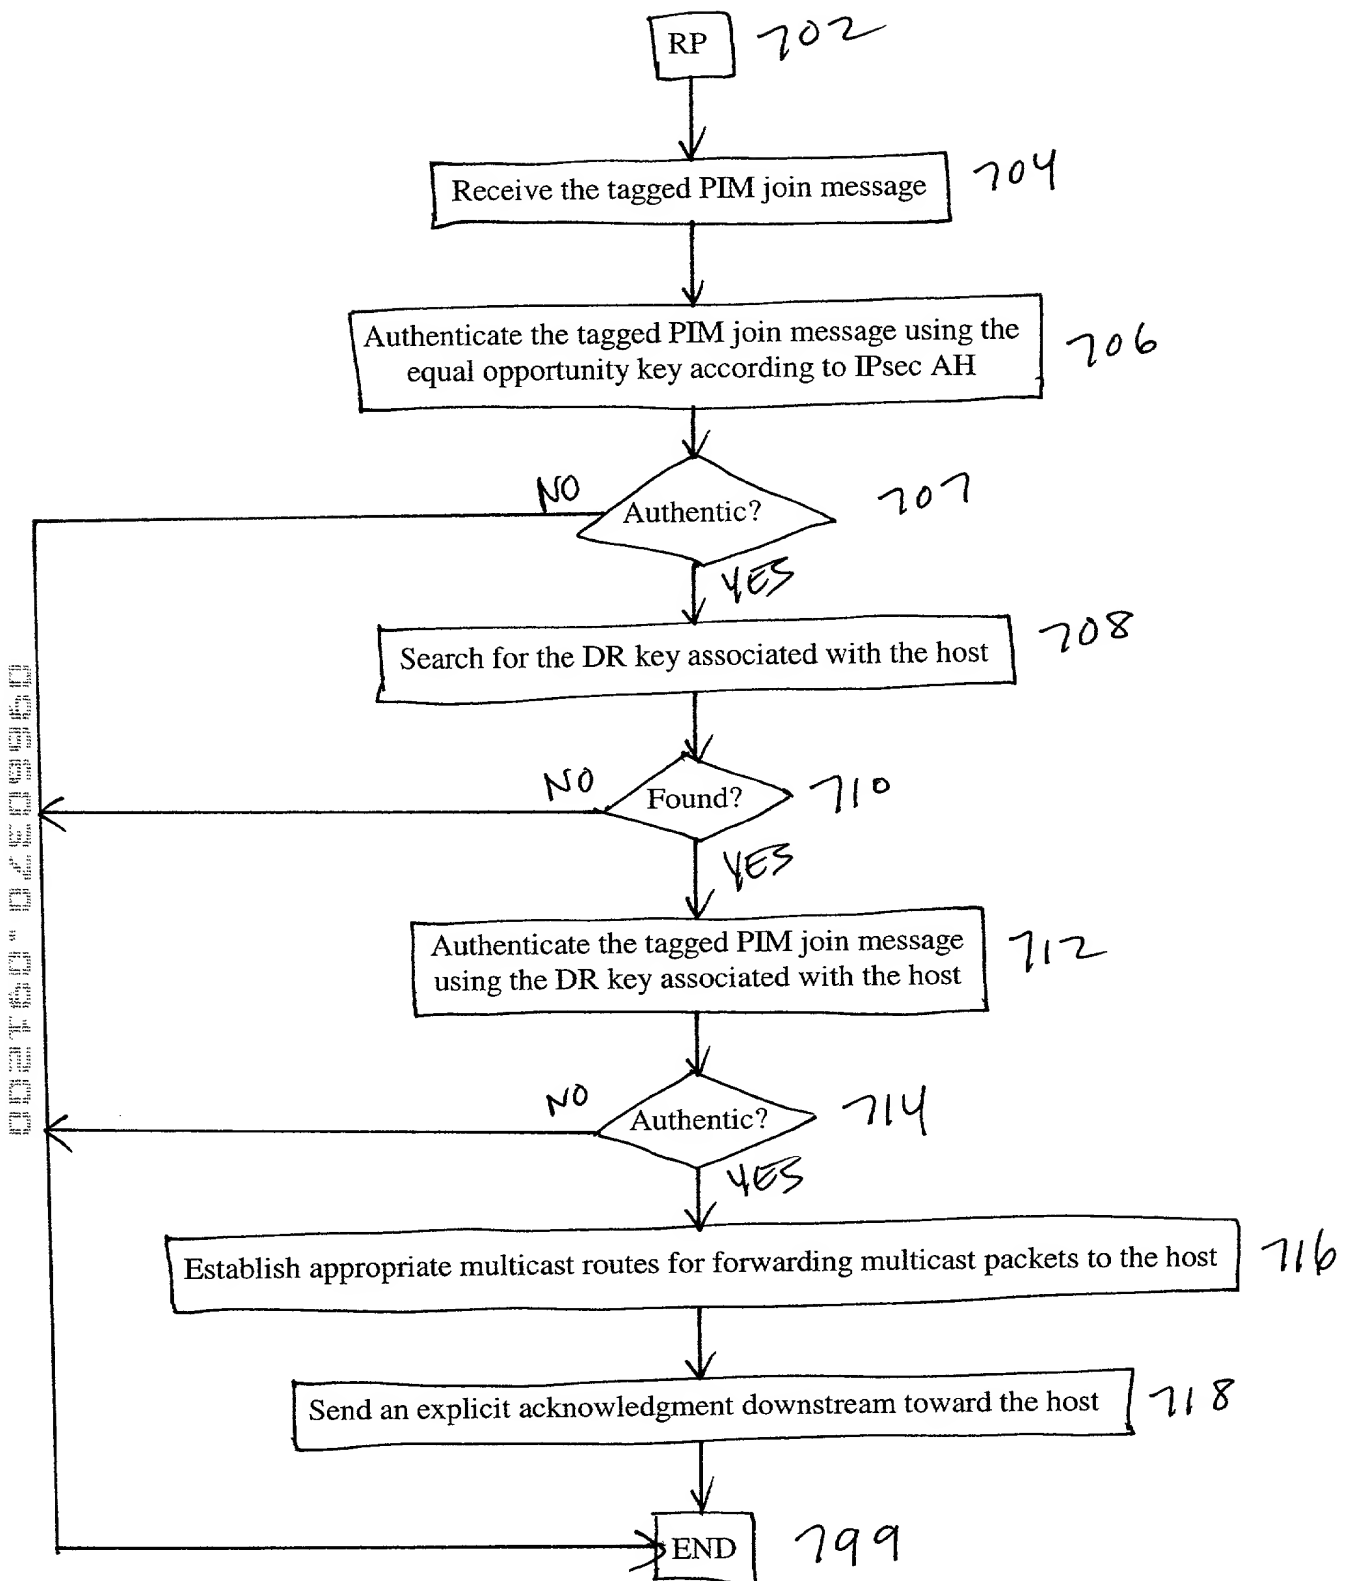 RP 702
Receive the tagged PIM join message 704
Authenticate the tagged PIM join message using the
equal opportunity key according to IPsec AH 706
NO
Authentic? 707
YES
Search for the DR key associated with the host 708
NO
Found? 710
YES
Authenticate the tagged PIM join message
using the DR key associated with the host 712
NO
Authentic? 714
YES
Establish appropriate multicast routes for forwarding multicast packets to the host 716
Send an explicit acknowledgment downstream toward the host 718
END 799